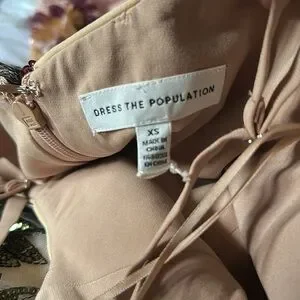 DRESS THE POPULATION
XS
MADE IN
CHINA